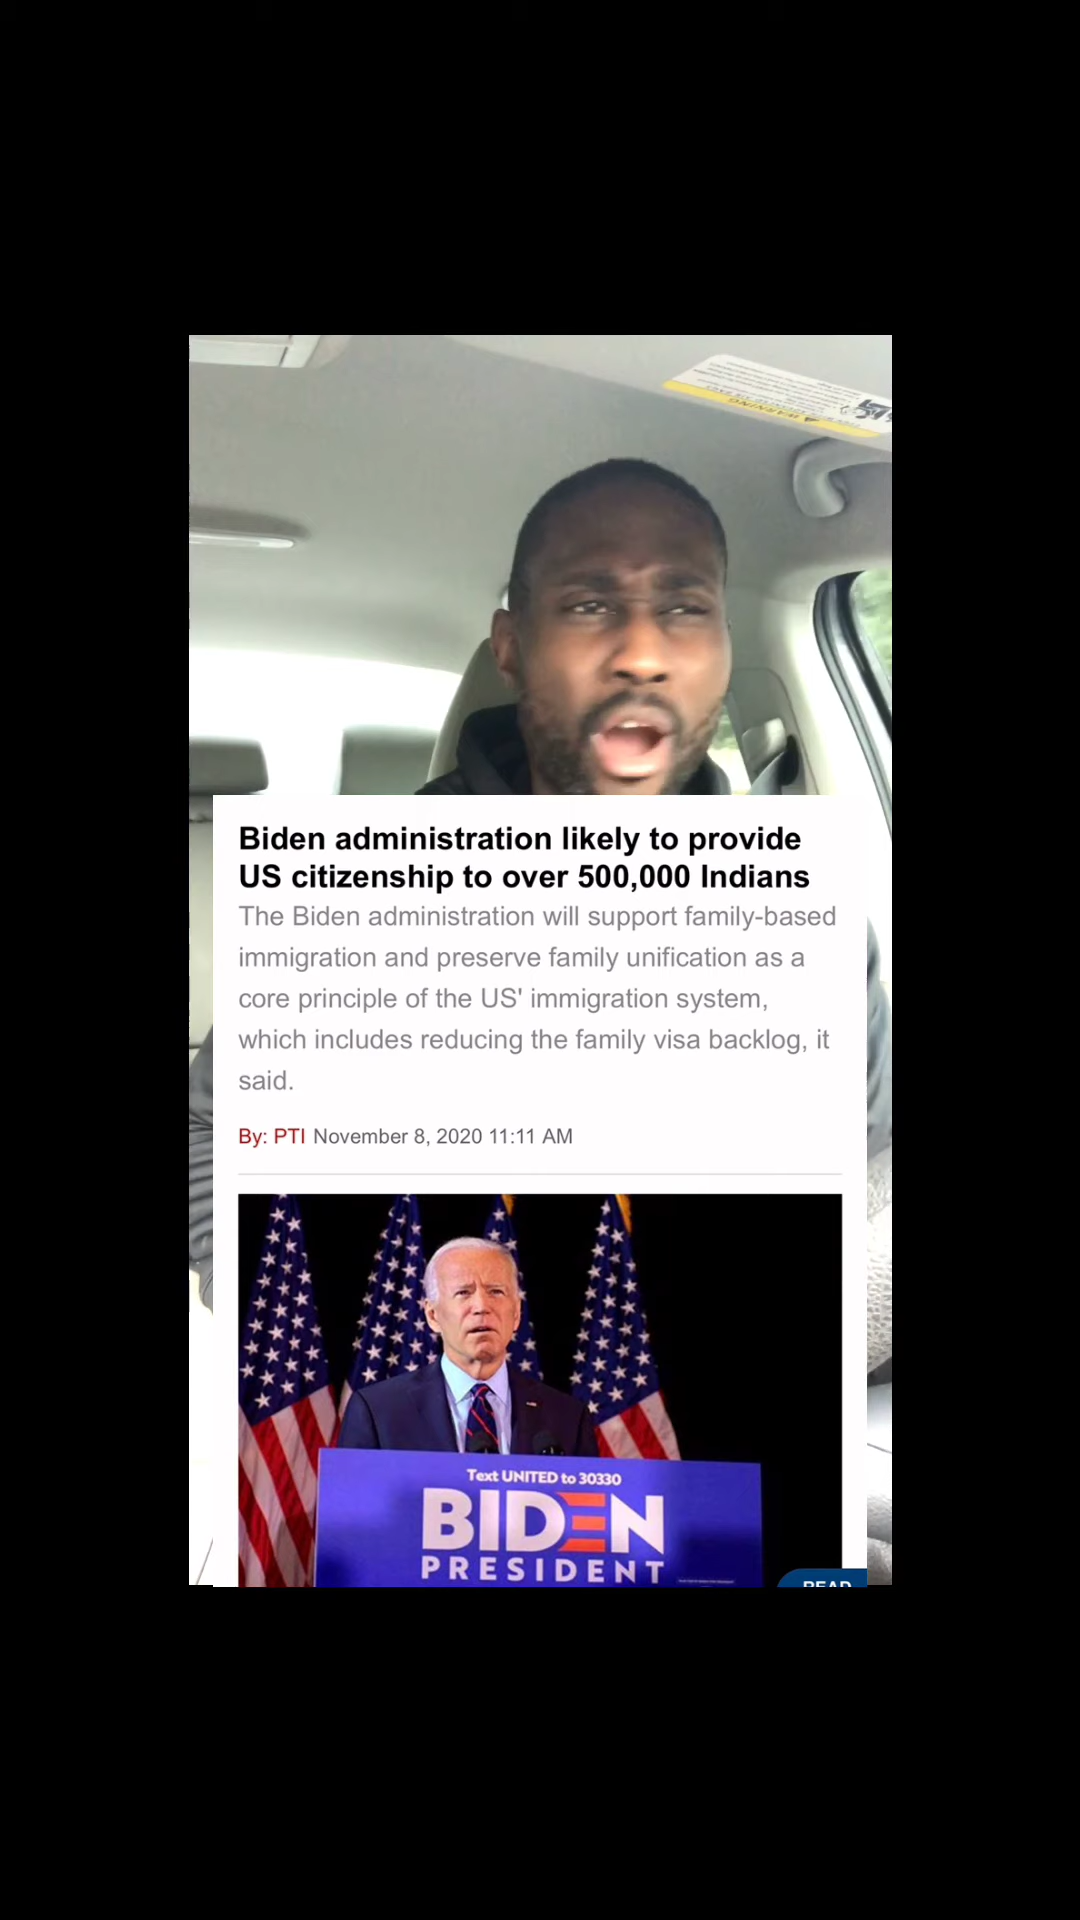 WARNING
Biden administration likely to provide
US citizenship to over 500,000 Indians
The Biden administration will support family-based
immigration and preserve family unification as a
core principle of the US' immigration system,
which includes reducing the family visa backlog, it
said.
By: PTI November 8, 2020 11:11 AM
Text UNITED to 30330
BIDEN
PRESIDENT
READ